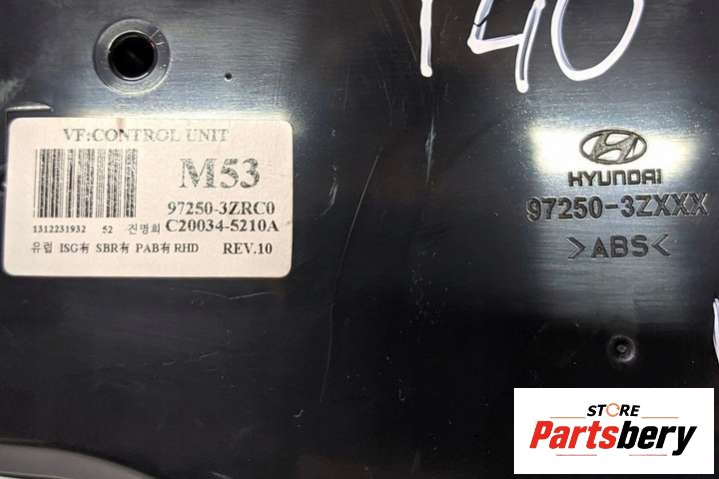 140
VF:CONTROL UNIT
M53
97250-3ZRC0
1312231932 52 진명회 C20034-5210A
유럽 ISG有 SBR有 PAB有 RHD REV.10
HYUNDAI
97250-3ZXXX
>ABS<
STORE
Partsbery